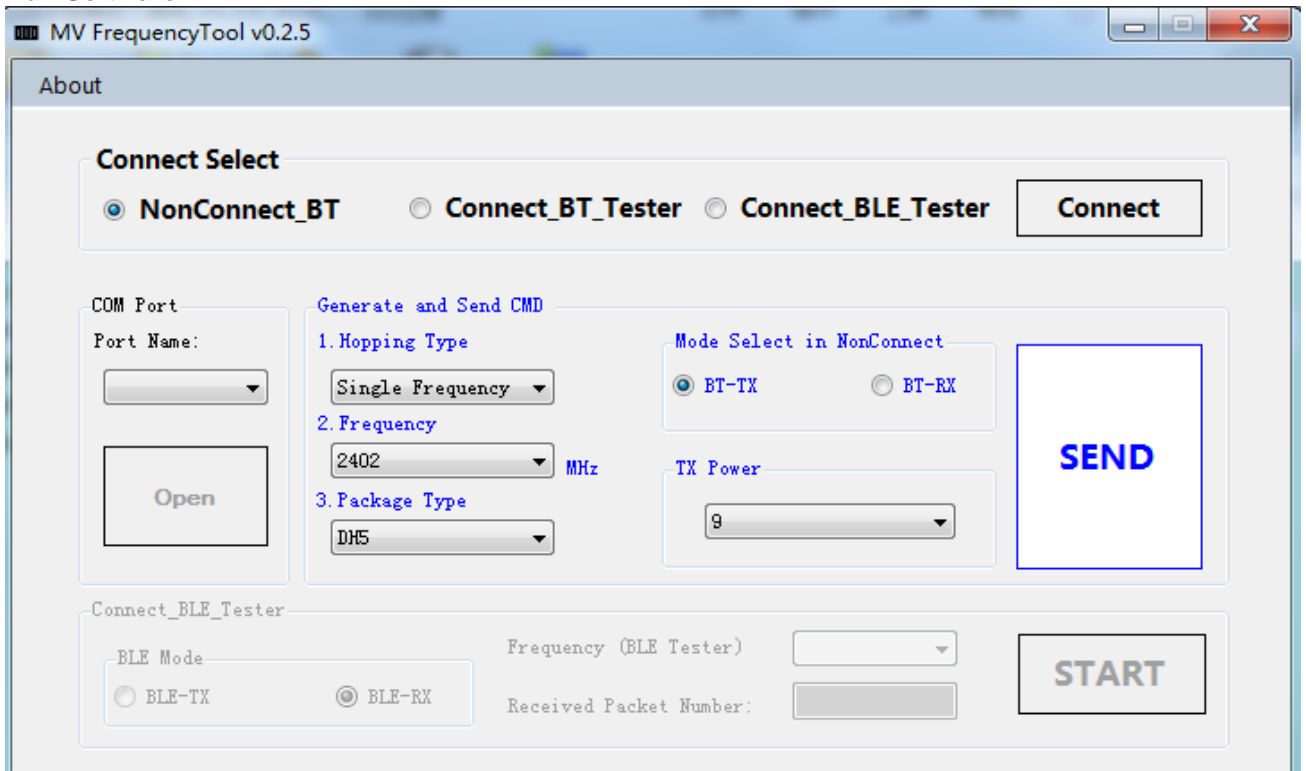 MV FrequencyTool v0.2.5
About
Connect Select
NonConnect_BT Connect_BT_Tester Connect_BLE_Tester Connect
COM Port
Port Name:
Open
Generate and Send CMD
1.Hopping Type
Single Frequency
2.Frequency
2402 MHz
3.Package Type
DH5
Mode Select in NonConnect
BT-TX BT-RX
TX Power
9
SEND
Connect_BLE_Tester
BLE Mode
BLE-TX BLE-RX
Frequency (BLE Tester)
Received Packet Number:
START